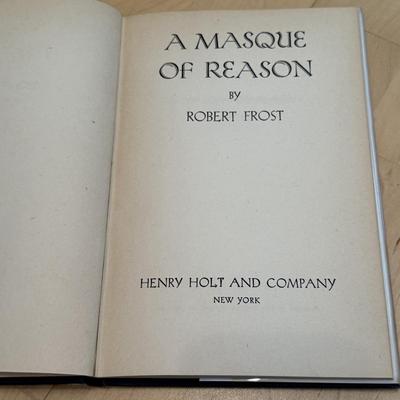 A MASQUE
OF REASON
BY
ROBERT FROST
HENRY HOLT AND COMPANY
NEW YORK